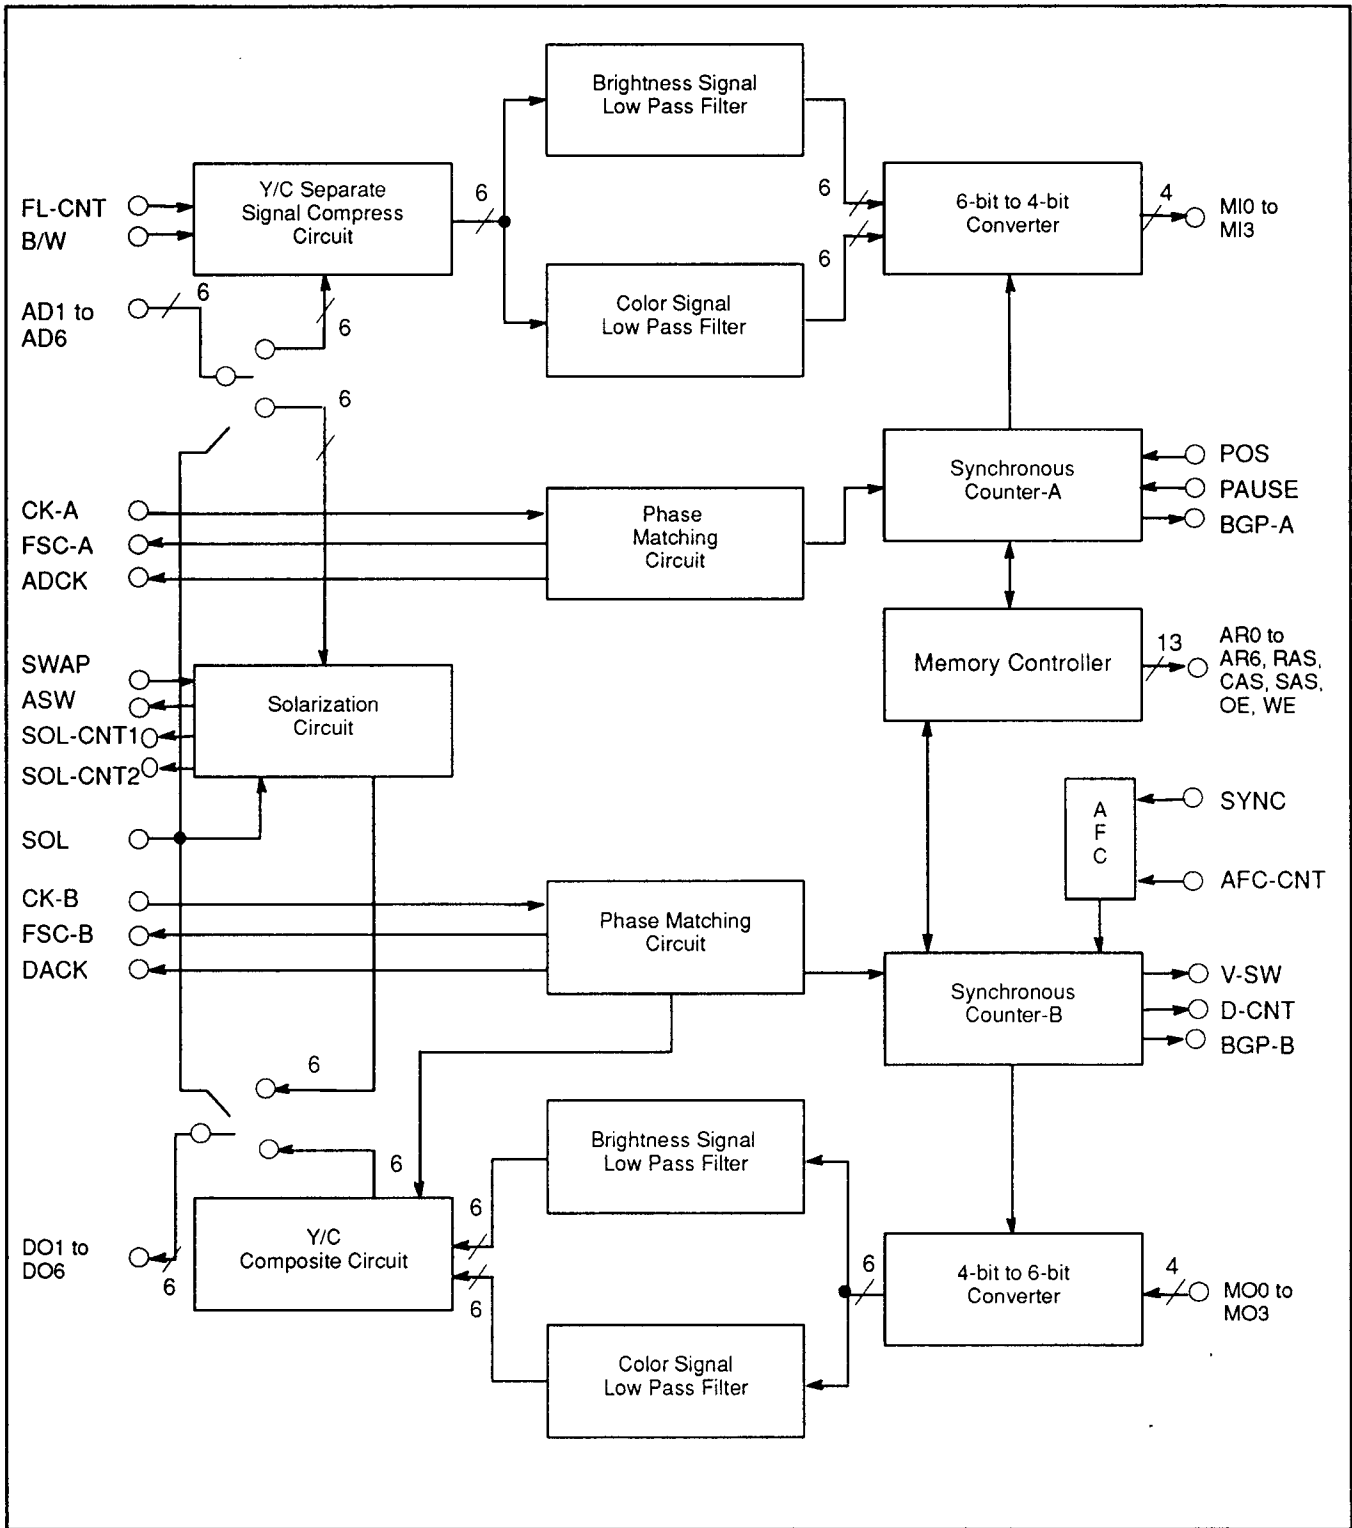 Brightness Signal
Low Pass Filter
FL-CNT
B/W
Y/C Separate
Signal Compress
Circuit
6
6
6
6-bit to 4-bit
Converter
4
MI0 to
MI3
AD1 to
AD6
6
6
Color Signal
Low Pass Filter
6
Synchronous
Counter-A
POS
PAUSE
BGP-A
CK-A
FSC-A
ADCK
Phase
Matching
Circuit
Memory Controller
13
AR0 to
AR6, RAS,
CAS, SAS,
OE, WE
SWAP
ASW
SOL-CNT1
SOL-CNT2
Solarization
Circuit
A
F
C
SYNC
AFC-CNT
SOL
CK-B
FSC-B
DACK
Phase Matching
Circuit
Synchronous
Counter-B
V-SW
D-CNT
BGP-B
6
Brightness Signal
Low Pass Filter
6
6
Y/C
Composite Circuit
DO1 to
DO6
6
6
6
4-bit to 6-bit
Converter
4
MO0 to
MO3
Color Signal
Low Pass Filter